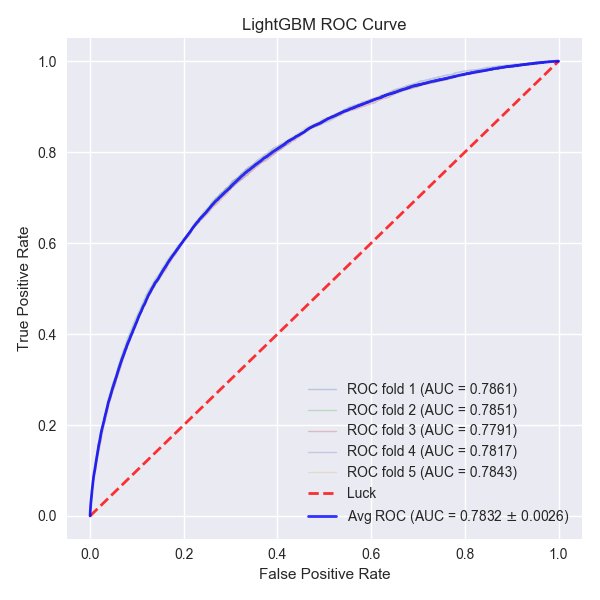 LightGBM ROC Curve
1.0
0.8
0.6
0.4
0.2
0.0
True Positive Rate
ROC fold 1 (AUC = 0.7861)
ROC fold 2 (AUC = 0.7851)
ROC fold 3 (AUC = 0.7791)
ROC fold 4 (AUC = 0.7817)
ROC fold 5 (AUC = 0.7843)
Luck
Avg ROC (AUC = 0.7832 ± 0.0026)
0.0 0.2 0.4 0.6 0.8 1.0
False Positive Rate